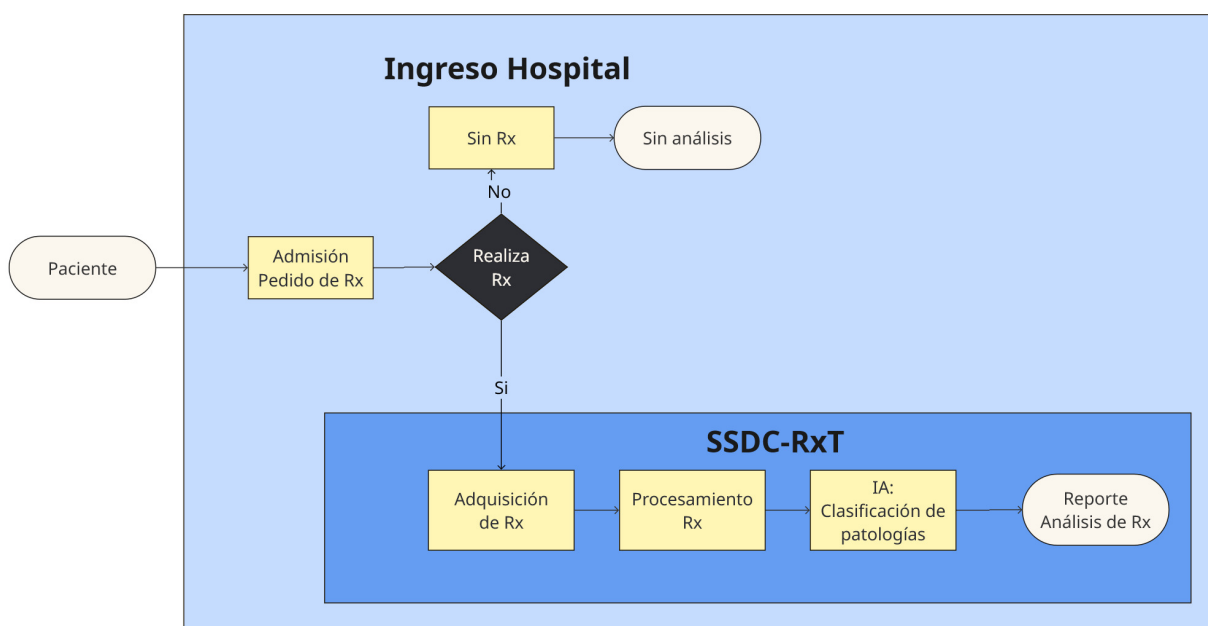 Ingreso Hospital
Sin Rx
Sin análisis
No
Paciente
Admisión
Pedido de Rx
Realiza
Rx
Si
SSDC-RxT
Adquisición
de Rx
Procesamiento
Rx
IA:
Clasificación de
patologías
Reporte
Análisis de Rx